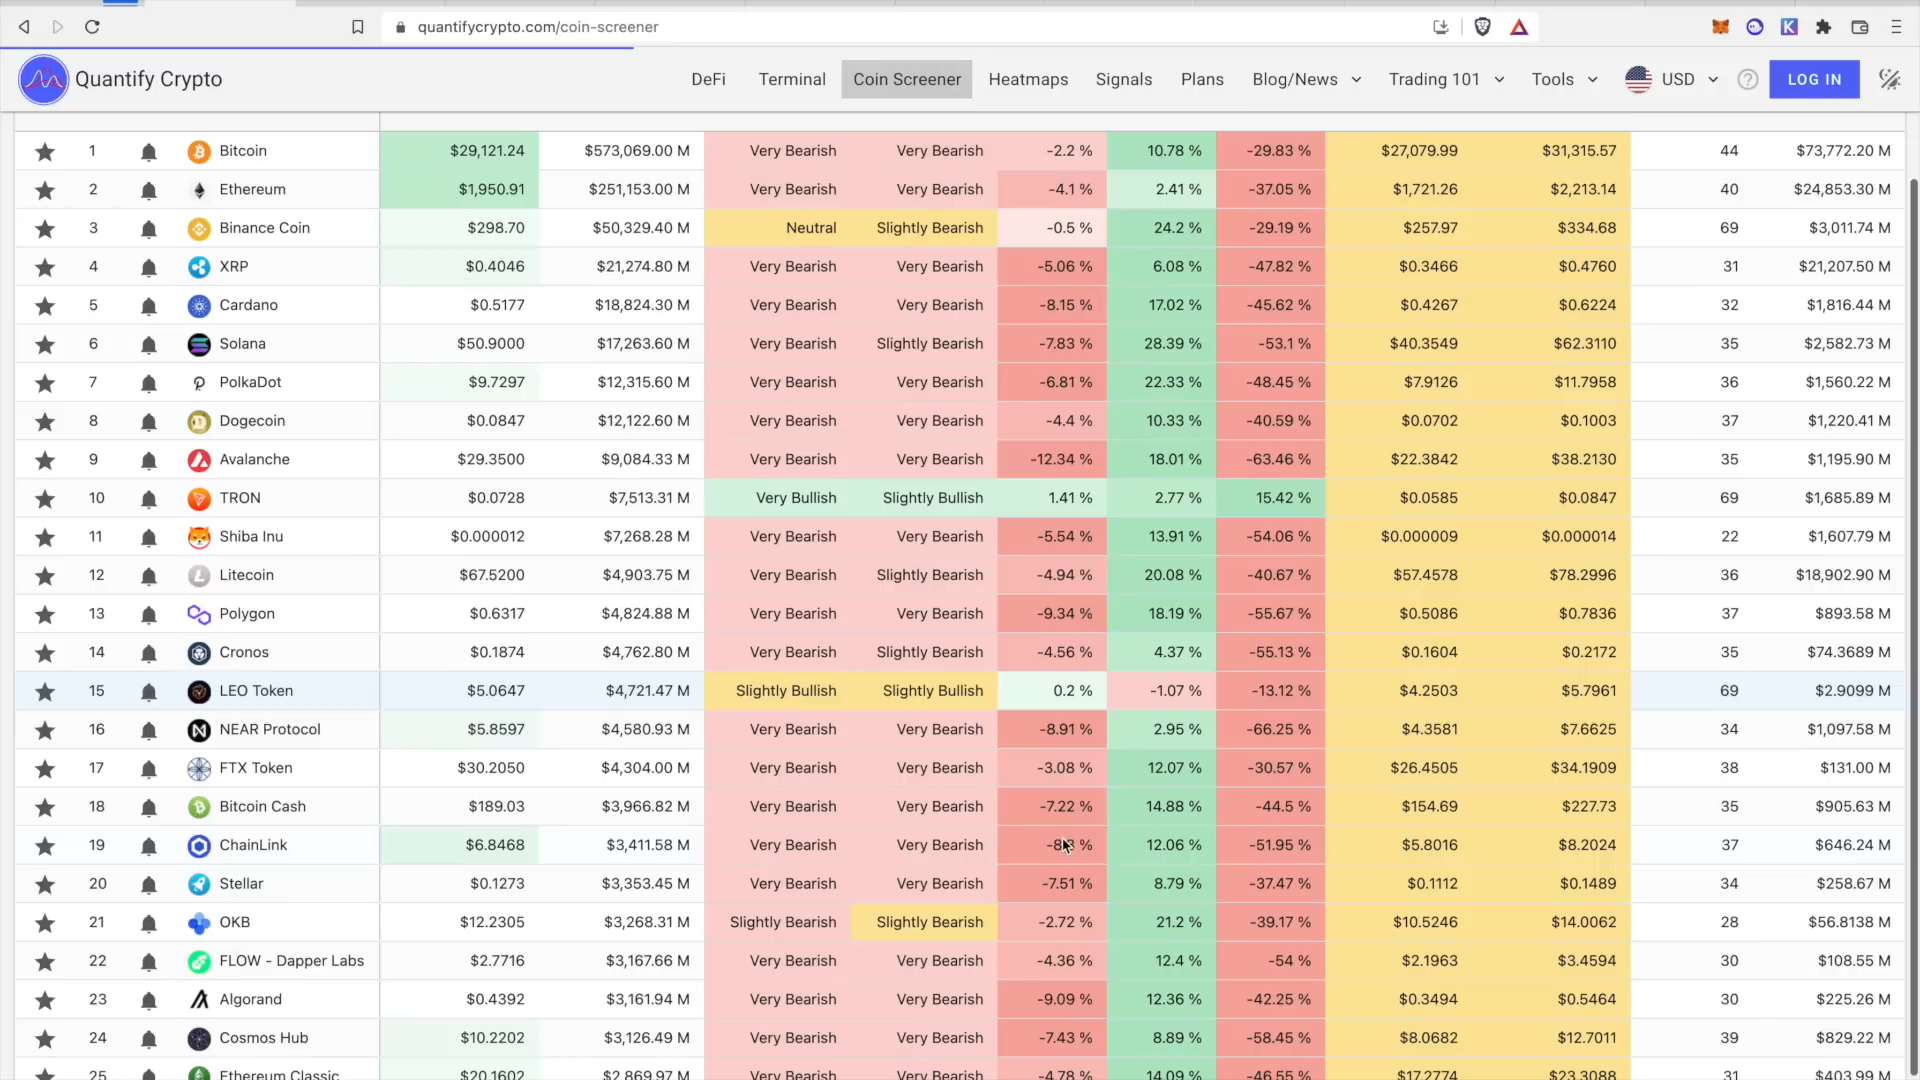 quantifycrypto.com/coin-screener
Quantify Crypto DeFi Terminal Coin Screener Heatmaps Signals Plans Blog/News Trading 101 Tools USD ? LOG IN
1 Bitcoin $29,121.24 $573,069.00 M Very Bearish Very Bearish -2.2 % 10.78 % -29.83 % $27,079.99 $31,315.57 44 $73,772.20 M
2 Ethereum $1,950.91 $251,153.00 M Very Bearish Very Bearish -4.1 % 2.41 % -37.05 % $1,721.26 $2,213.14 40 $24,853.30 M
3 Binance Coin $298.70 $50,329.40 M Neutral Slightly Bearish -0.5 % 24.2 % -29.19 % $257.97 $334.68 69 $3,011.74 M
4 XRP $0.4046 $21,274.80 M Very Bearish Very Bearish -5.06 % 6.08 % -47.82 % $0.3466 $0.4760 31 $21,207.50 M
5 Cardano $0.5177 $18,824.30 M Very Bearish Very Bearish -8.15 % 17.02 % -45.62 % $0.4267 $0.6224 32 $1,816.44 M
6 Solana $50.9000 $17,263.60 M Very Bearish Slightly Bearish -7.83 % 28.39 % -53.1 % $40.3549 $62.3110 35 $2,582.73 M
7 PolkaDot $9.7297 $12,315.60 M Very Bearish Very Bearish -6.81 % 22.33 % -48.45 % $7.9126 $11.7958 36 $1,560.22 M
8 Dogecoin $0.0847 $12,122.60 M Very Bearish Very Bearish -4.4 % 10.33 % -40.59 % $0.0702 $0.1003 37 $1,220.41 M
9 Avalanche $29.3500 $9,084.33 M Very Bearish Very Bearish -12.34 % 18.01 % -63.46 % $22.3842 $38.2130 35 $1,195.90 M
10 TRON $0.0728 $7,513.31 M Very Bullish Slightly Bullish 1.41 % 2.77 % 15.42 % $0.0585 $0.0847 69 $1,685.89 M
11 Shiba Inu $0.000012 $7,268.28 M Very Bearish Very Bearish -5.54 % 13.91 % -54.06 % $0.000009 $0.000014 22 $1,607.79 M
12 Litecoin $67.5200 $4,903.75 M Very Bearish Slightly Bearish -4.94 % 20.08 % -40.67 % $57.4578 $78.2996 36 $18,902.90 M
13 Polygon $0.6317 $4,824.88 M Very Bearish Very Bearish -9.34 % 18.19 % -55.67 % $0.5086 $0.7836 37 $893.58 M
14 Cronos $0.1874 $4,762.80 M Very Bearish Slightly Bearish -4.56 % 4.37 % -55.13 % $0.1604 $0.2172 35 $74.3689 M
15 LEO Token $5.0647 $4,721.47 M Slightly Bullish Slightly Bullish 0.2 % -1.07 % -13.12 % $4.2503 $5.7961 69 $2.9099 M
16 NEAR Protocol $5.8597 $4,580.93 M Very Bearish Very Bearish -8.91 % 2.95 % -66.25 % $4.3581 $7.6625 34 $1,097.58 M
17 FTX Token $30.2050 $4,304.00 M Very Bearish Very Bearish -3.08 % 12.07 % -30.57 % $26.4505 $34.1909 38 $131.00 M
18 Bitcoin Cash $189.03 $3,966.82 M Very Bearish Very Bearish -7.22 % 14.88 % -44.5 % $154.69 $227.73 35 $905.63 M
19 ChainLink $6.8468 $3,411.58 M Very Bearish Very Bearish % 12.06 % -51.95 % $5.8016 $8.2024 37 $646.24 M
20 Stellar $0.1273 $3,353.45 M Very Bearish Very Bearish -7.51 % 8.79 % -37.47 % $0.1112 $0.1489 34 $258.67 M
21 OKB $12.2305 $3,268.31 M Slightly Bearish Slightly Bearish -2.72 % 21.2 % -39.17 % $10.5246 $14.0062 28 $56.8138 M
22 FLOW - Dapper Labs $2.7716 $3,167.66 M Very Bearish Very Bearish -4.36 % 12.4 % -54 % $2.1963 $3.4594 30 $108.55 M
23 Algorand $0.4392 $3,161.94 M Very Bearish Very Bearish -9.09 % 12.36 % -42.25 % $0.3494 $0.5464 30 $225.26 M
24 Cosmos Hub $10.2202 $3,126.49 M Very Bearish Very Bearish -7.43 % 8.89 % -58.45 % $8.0682 $12.7011 39 $829.22 M
25 Ethereum Classic $20.1602 $2,869.97 M Very Bearish Very Bearish -4.78 % 14.09 % -46.55 % $17.2774 $23.3088 31 $403.99 M